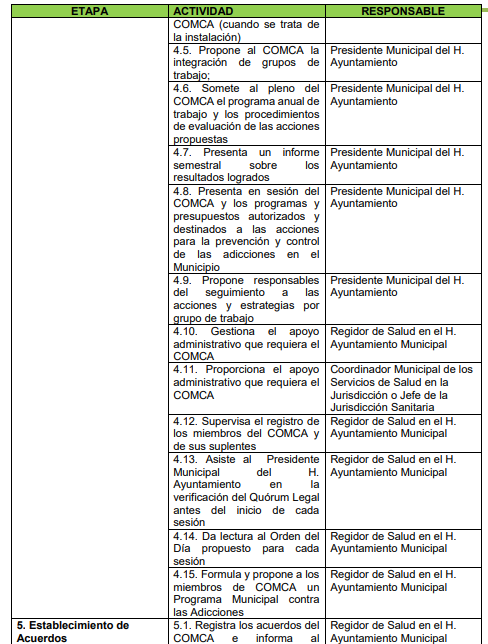 ETAPA ACTIVIDAD RESPONSABLE
COMCA (cuando se trata de
la instalación)
4.5. Propone al COMCA la
integración de grupos de
trabajo;
Presidente Municipal del H.
Ayuntamiento
4.6. Somete al pleno del
COMCA el programa anual de
trabajo y los procedimientos
de evaluación de las acciones
propuestas
Presidente Municipal del H.
Ayuntamiento
4.7. Presenta un informe
semestral sobre los
resultados logrados
Presidente Municipal del H.
Ayuntamiento
4.8. Presenta en sesión del
COMCA y los programas y
presupuestos autorizados y
destinados a las acciones
para la prevención y control
de las adicciones en el
Municipio
Presidente Municipal del H.
Ayuntamiento
4.9. Propone responsables
del seguimiento a las
acciones y estrategias por
grupo de trabajo
Presidente Municipal del H.
Ayuntamiento
4.10. Gestiona el apoyo
administrativo que requiera el
COMCA
Regidor de Salud en el H.
Ayuntamiento Municipal
4.11. Proporciona el apoyo
administrativo que requiera el
COMCA
Coordinador Municipal de los
Servicios de Salud en la
Jurisdicción o Jefe de la
Jurisdicción Sanitaria
4.12. Supervisa el registro de
los miembros del COMCA y
de sus suplentes
Regidor de Salud en el H.
Ayuntamiento Municipal
4.13. Asiste al Presidente
Municipal del H.
Ayuntamiento en la
verificación del Quórum Legal
antes del inicio de cada
sesión
Regidor de Salud en el H.
Ayuntamiento Municipal
4.14. Da lectura al Orden del
Día propuesto para cada
sesión
Regidor de Salud en el H.
Ayuntamiento Municipal
4.15. Formula y propone a los
miembros de COMCA un
Programa Municipal contra
las Adicciones
Regidor de Salud en el H.
Ayuntamiento Municipal
5. Establecimiento de
Acuerdos
5.1. Registra los acuerdos del
COMCA e informa al
Regidor de Salud en el H.
Ayuntamiento Municipal